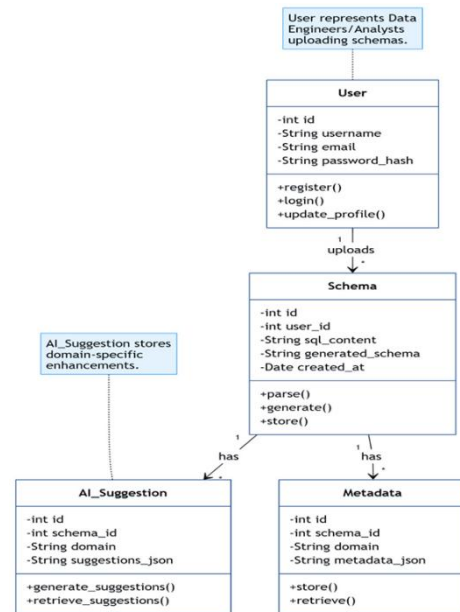 User represents Data
Engineers/Analysts
uploading schemas.
User
-int id
-String username
-String email
-String password_hash
+register()
+login()
+update_profile()
1
uploads
*
Schema
-int id
-int user_id
-String sql_content
-String generated_schema
-Date created_at
+parse()
+generate()
+store()
AI_Suggestion stores
domain-specific
enhancements.
1
has
*
1
has
*
AI_Suggestion
-int id
-int schema_id
-String domain
-String suggestions_json
+generate_suggestions()
+retrieve_suggestions()
Metadata
-int id
-int schema_id
-String domain
-String metadata_json
+store()
+retrieve()